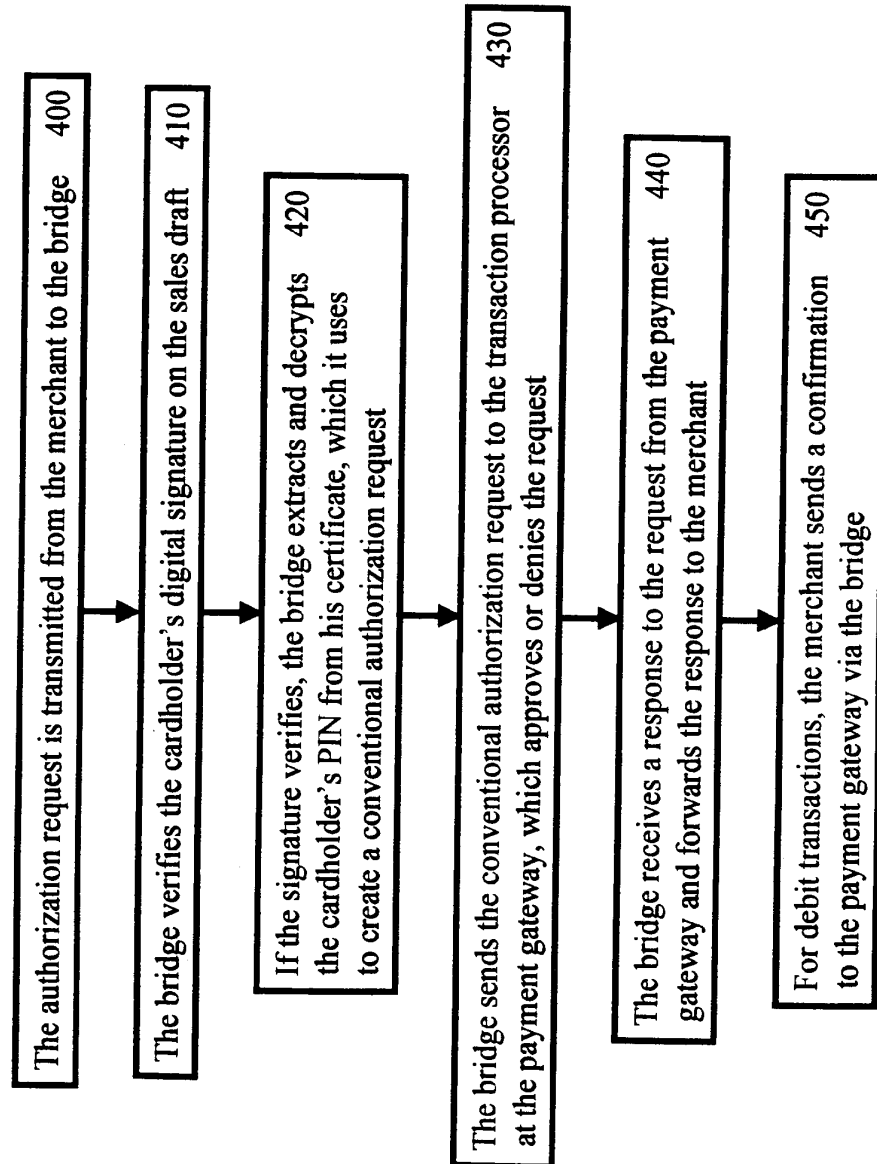 The authorization request is transmitted from the merchant to the bridge 400
The bridge verifies the cardholder's digital signature on the sales draft 410
If the signature verifies, the bridge extracts and decrypts 420
the cardholder's PIN from his certificate, which it uses
to create a conventional authorization request
The bridge sends the conventional authorization request to the transaction processor 430
at the payment gateway, which approves or denies the request
The bridge receives a response to the request from the payment 440
gateway and forwards the response to the merchant
For debit transactions, the merchant sends a confirmation 450
to the payment gateway via the bridge